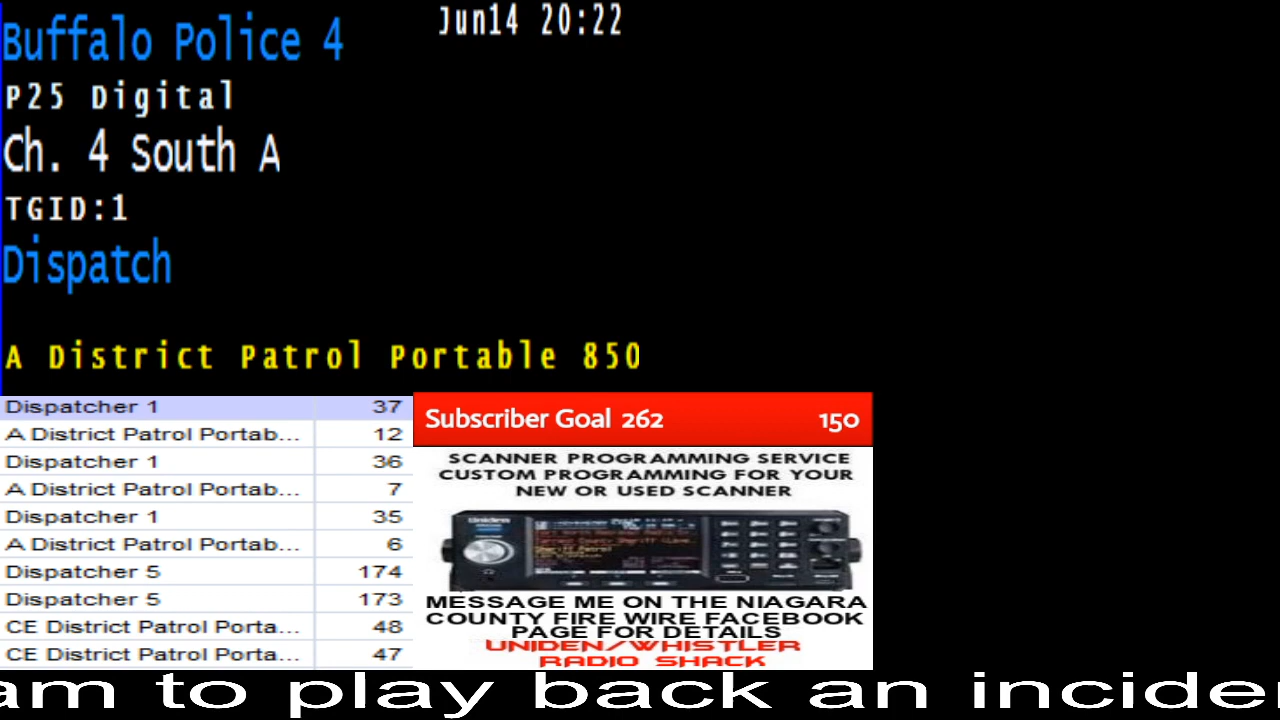 Buffalo Police 4
Jun14 20:22
P25 Digital
Ch. 4 South A
TGID:1
Dispatch
A District Patrol Portable 850
Dispatcher 1 37
A District Patrol Portab... 12
Dispatcher 1 36
A District Patrol Portab... 7
Dispatcher 1 35
A District Patrol Portab... 6
Dispatcher 5 174
Dispatcher 5 173
CE District Patrol Porta... 48
CE District Patrol Porta... 47
Subscriber Goal 262 150
SCANNER PROGRAMMING SERVICE
CUSTOM PROGRAMMING FOR YOUR
NEW OR USED SCANNER
Uniden
MESSAGE ME ON THE NIAGARA
COUNTY FIRE WIRE FACEBOOK
PAGE FOR DETAILS
UNIDEN/WHISTLER
RADIO SHACK
am to play back an inciden